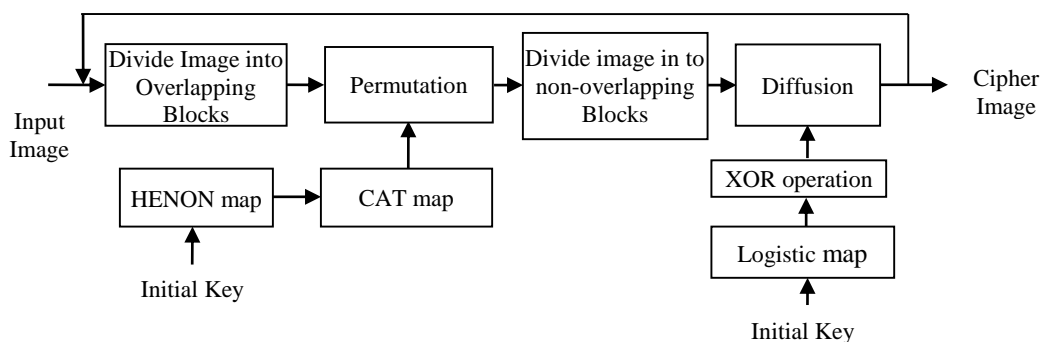 Input
Image
Divide Image into
Overlapping
Blocks
Permutation
Divide image in to
non-overlapping
Blocks
Diffusion
Cipher
Image
HENON map
CAT map
XOR operation
Logistic map
Initial Key
Initial Key